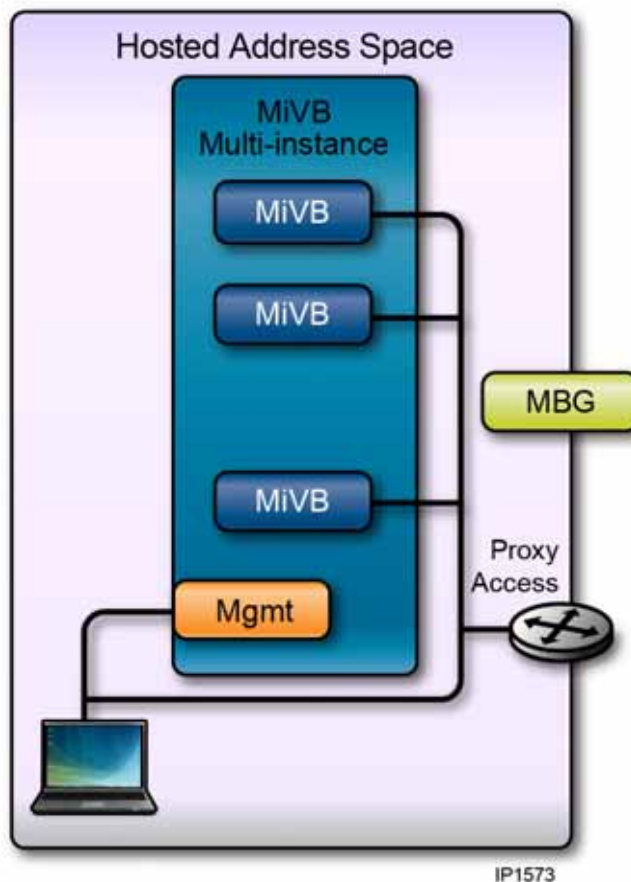 Hosted Address Space
MiVB
Multi-instance
MiVB
MiVB
MBG
MiVB
Proxy
Access
Mgmt
IP1573